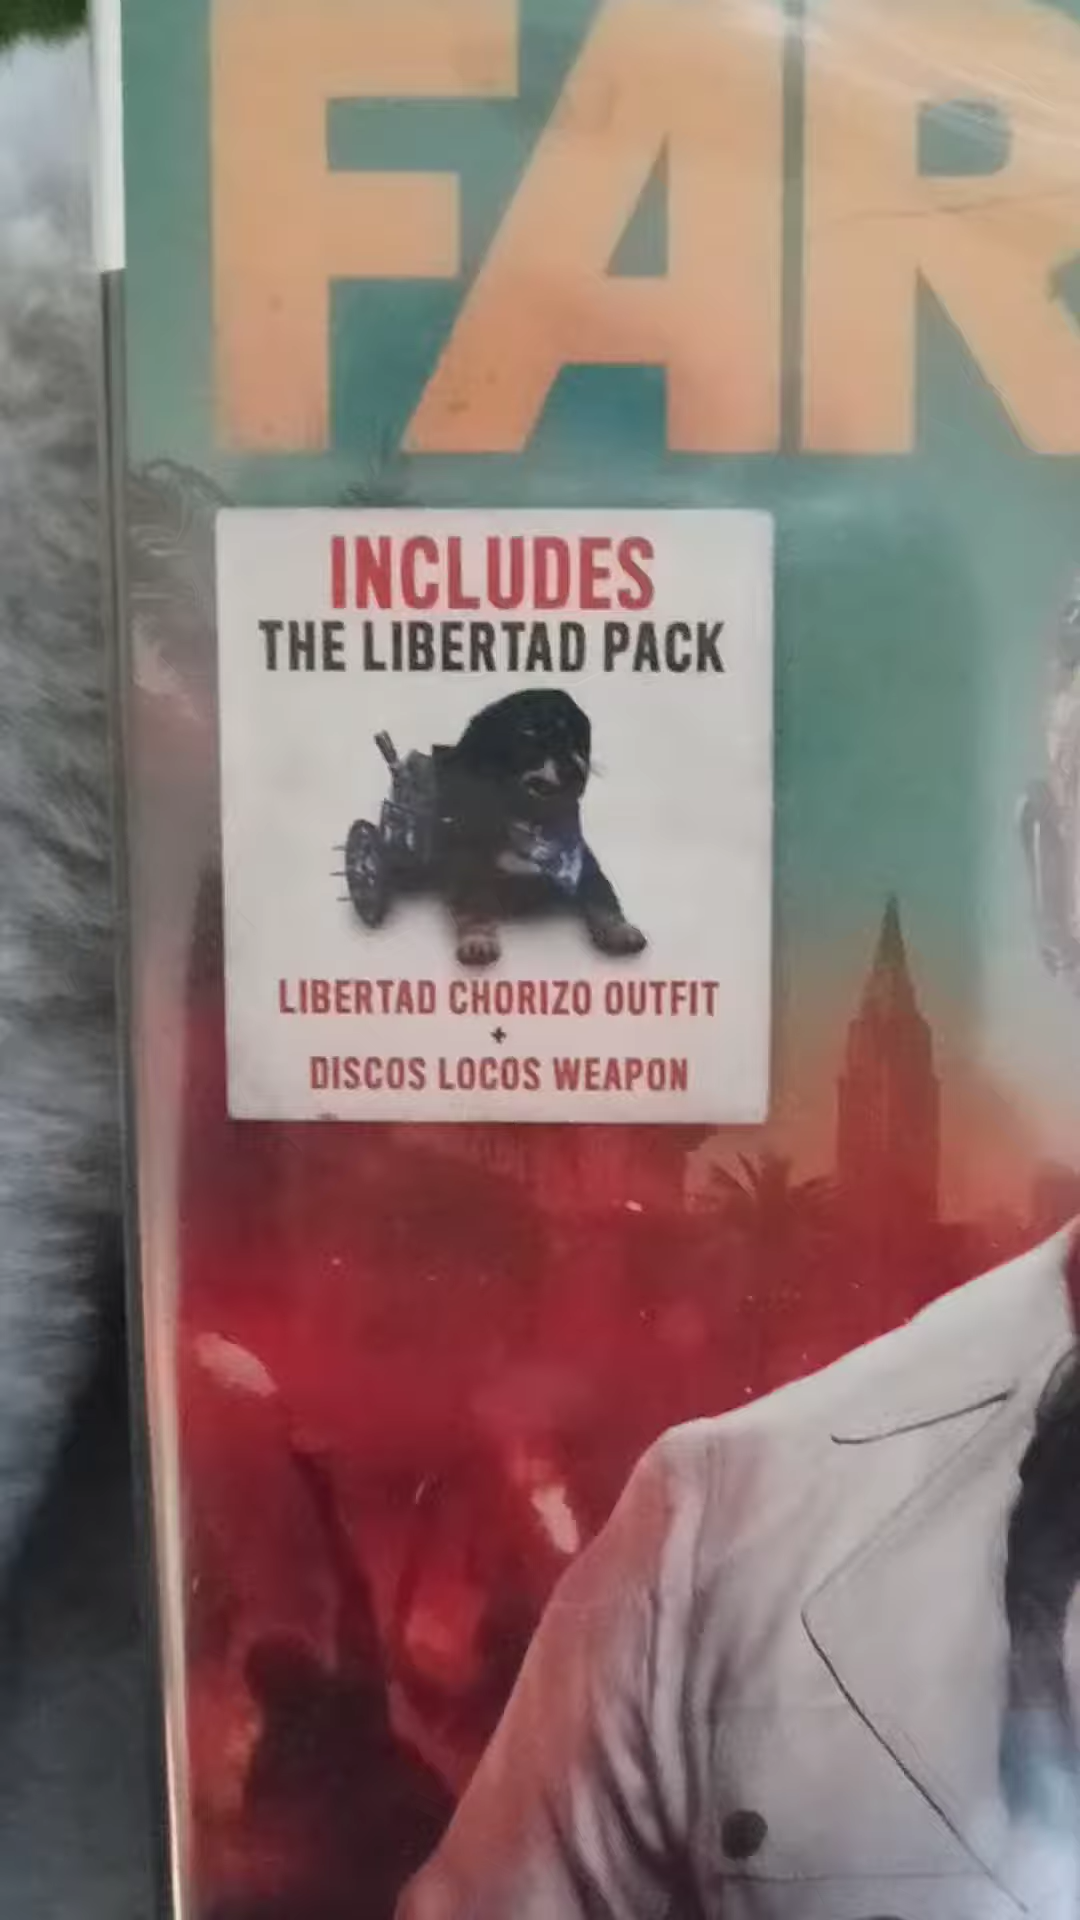 FAR
INCLUDES
THE LIBERTAD PACK
LIBERTAD CHORIZO OUTFIT
+
DISCOS LOCOS WEAPON